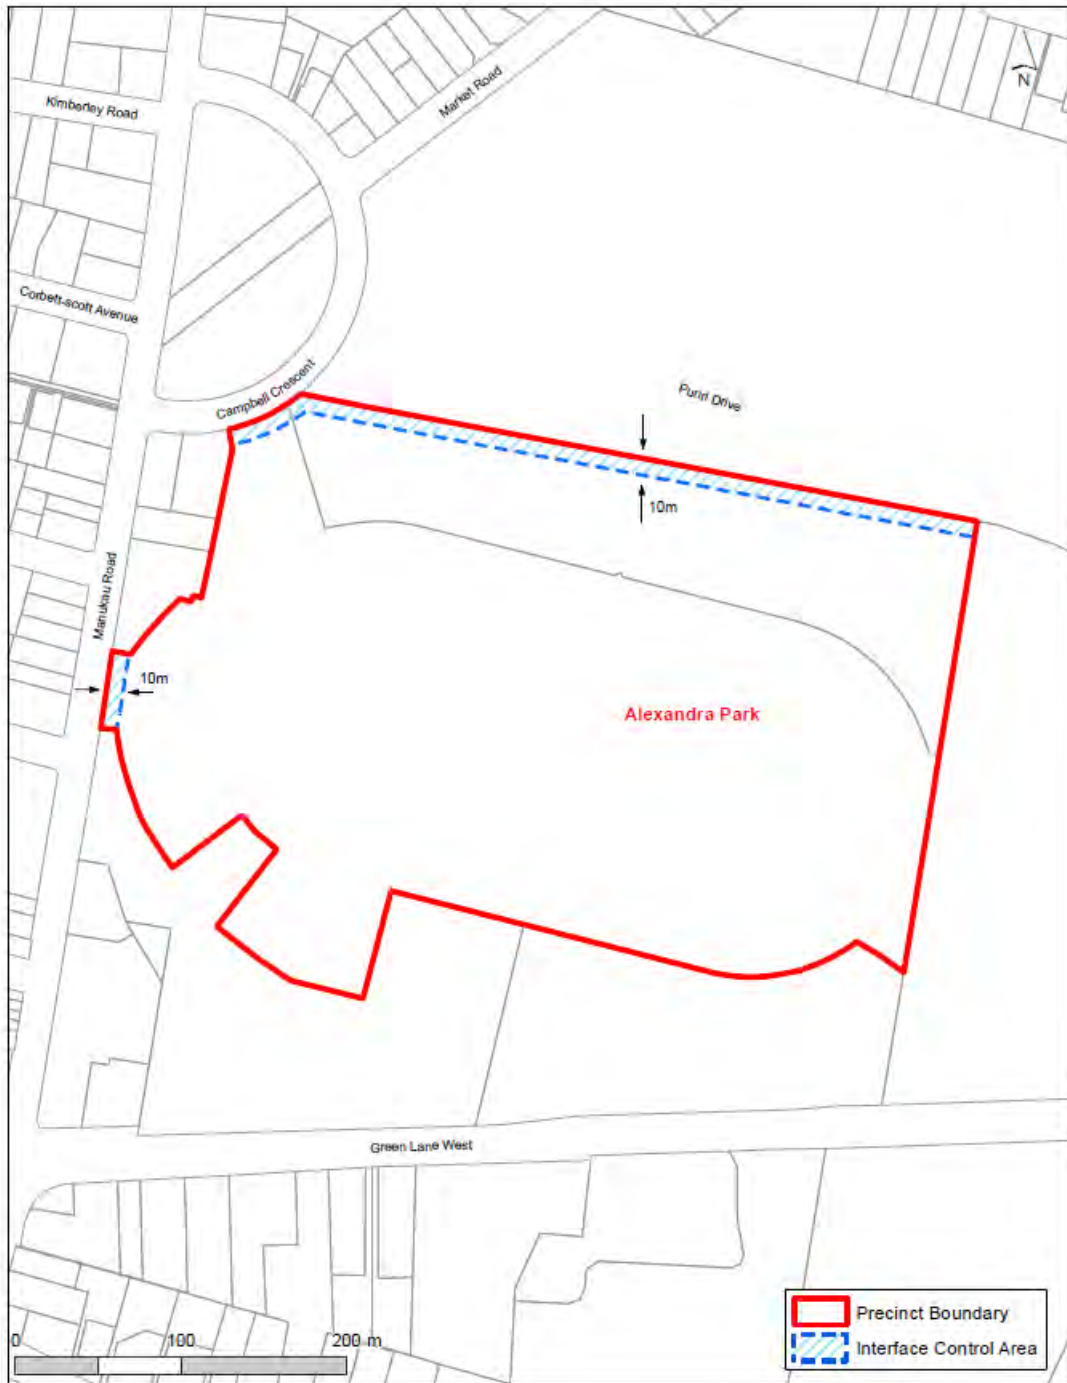 Kimberley Road
Market Road
N
Corbett-scott Avenue
Campbell Crescent
Puriri Drive
10m
Manukau Road
10m
Alexandra Park
Green Lane West
Precinct Boundary
Interface Control Area
0 100 200 m